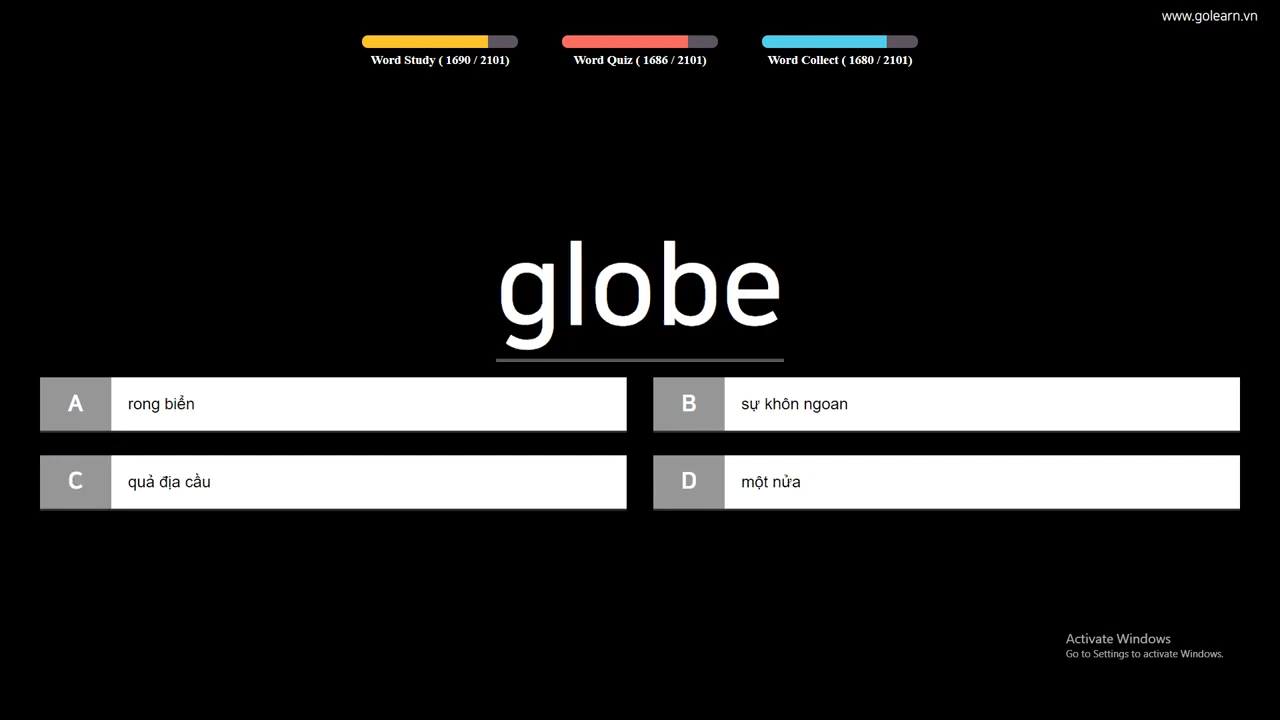 www.golearn.vn
Word Study ( 1690 / 2101)
Word Quiz ( 1686 / 2101)
Word Collect ( 1680 / 2101)
globe
A rong biển
B sự khôn ngoan
C quả địa cầu
D một nửa
Activate Windows
Go to Settings to activate Windows.